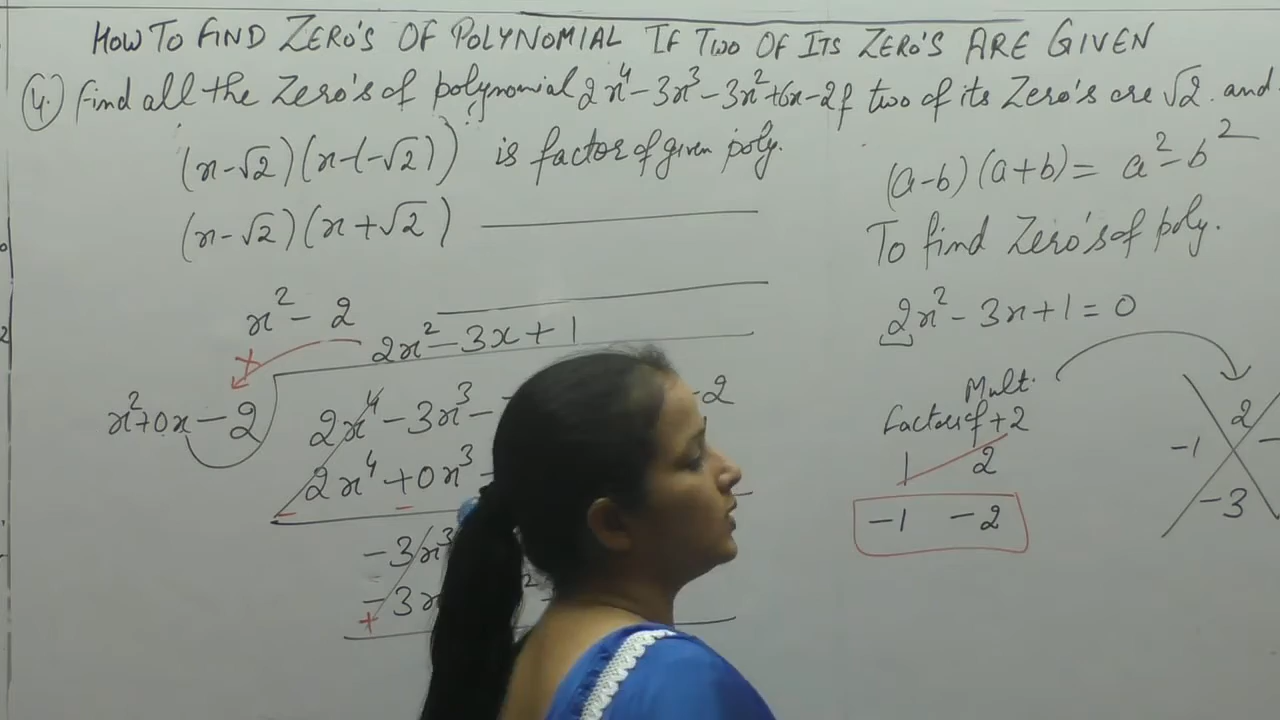 HOW TO FIND ZERO'S OF POLYNOMIAL IF TWO OF ITS ZERO'S ARE GIVEN
(4.) Find all the Zero's of polynomial 2x⁴-3x³-3x²+6x-2 if two of its Zero's are √2. and
(x-√2)(x-(-√2)) is factor of given poly.
(x-√2)(x+√2)
x²-2
2x²-3x+1
x²+0x-2
2x⁴-3x³-
-2
2x⁴+0x³
- -
-3x³
-3x
2
+
(a-b)(a+b)= a²-b²
To find Zero's of poly.
2x²-3x+1=0
Mult.
Factor of +2
1 2
-1 -2
2
-1 -
-3